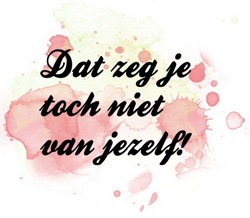 Dat zeg je
toch niet
van jezelf!